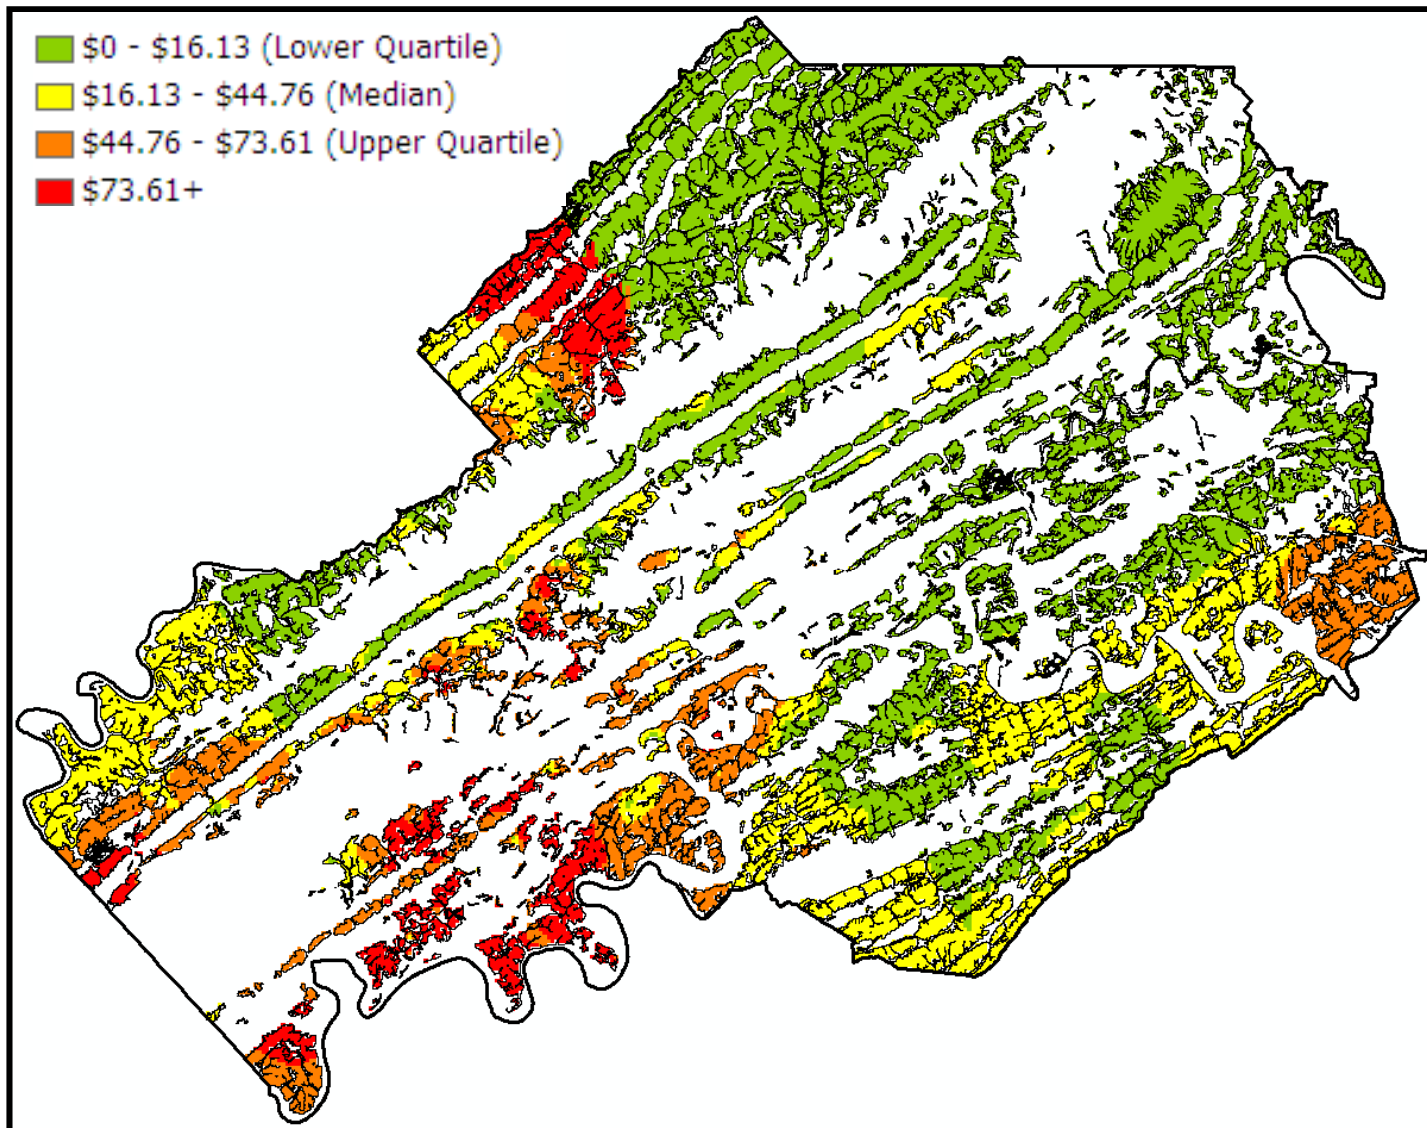 $0 - $16.13 (Lower Quartile)
$16.13 - $44.76 (Median)
$44.76 - $73.61 (Upper Quartile)
$73.61+